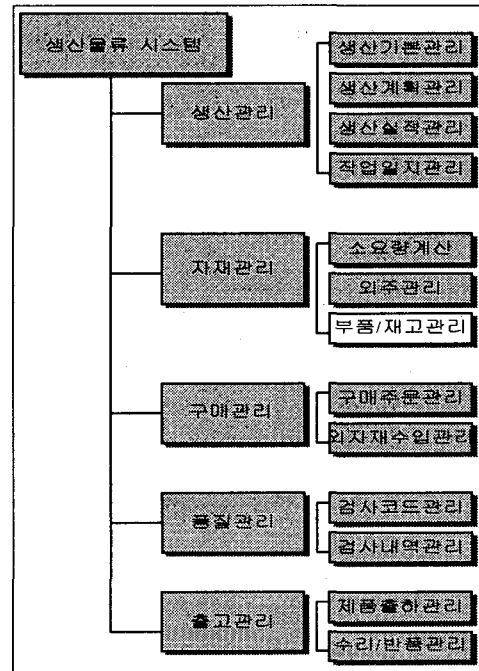 생산물류 시스템
생산관리
생산기본관리
생산계획관리
생산실적관리
작업일지관리
자재관리
소요량계산
외주관리
부품/재고관리
구매관리
구매주문관리
외자재수입관리
품질관리
검사코드관리
검사내역관리
출고관리
제품출하관리
수리/반품관리